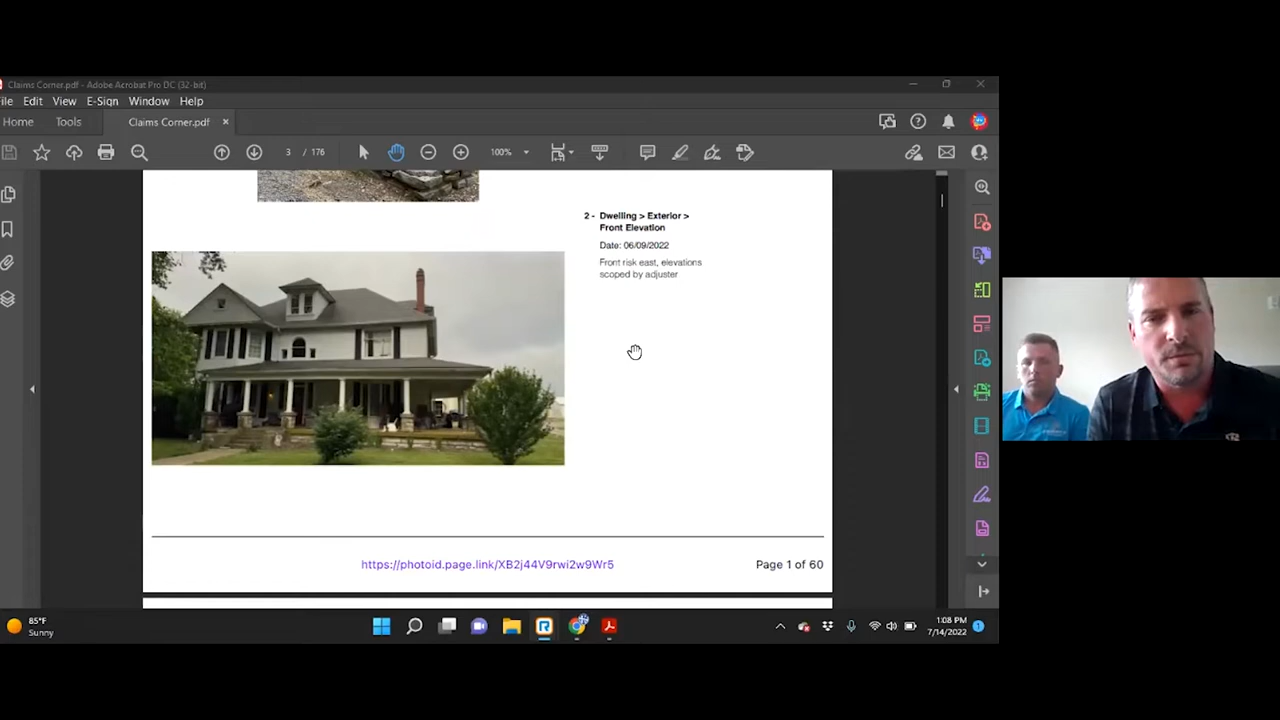 Claims Corner.pdf - Adobe Acrobat Pro DC (32-bit)
ile Edit View E-Sign Window Help
Home Tools Claims Corner.pdf ×
3 / 176 100%
2 - Dwelling > Exterior >
Front Elevation
Date: 06/09/2022
Front risk east, elevations
scoped by adjuster
https://photoid.page.link/XB2j44V9rwi2w9Wr5 Page 1 of 60
85°F
Sunny
1:08 PM
7/14/2022 1